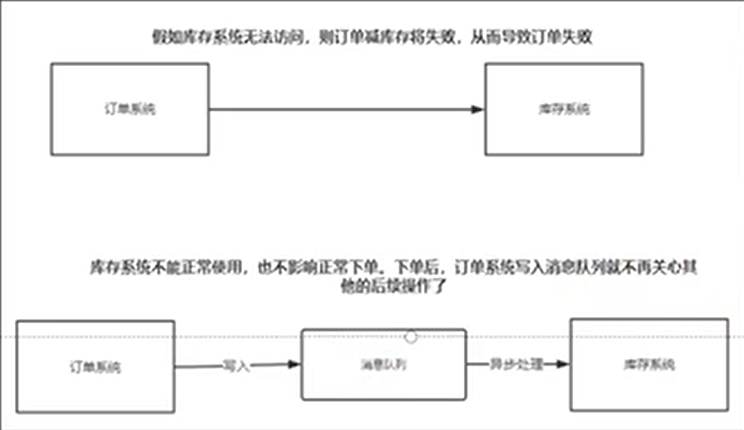 假如库存系统无法访问，则订单减库存将失败，从而导致订单失败
订单系统
库存系统
库存系统不能正常使用，也不影响正常下单。下单后，订单系统写入消息队列就不再关心其
他的后续操作了
订单系统
写入
消息队列
异步处理
库存系统